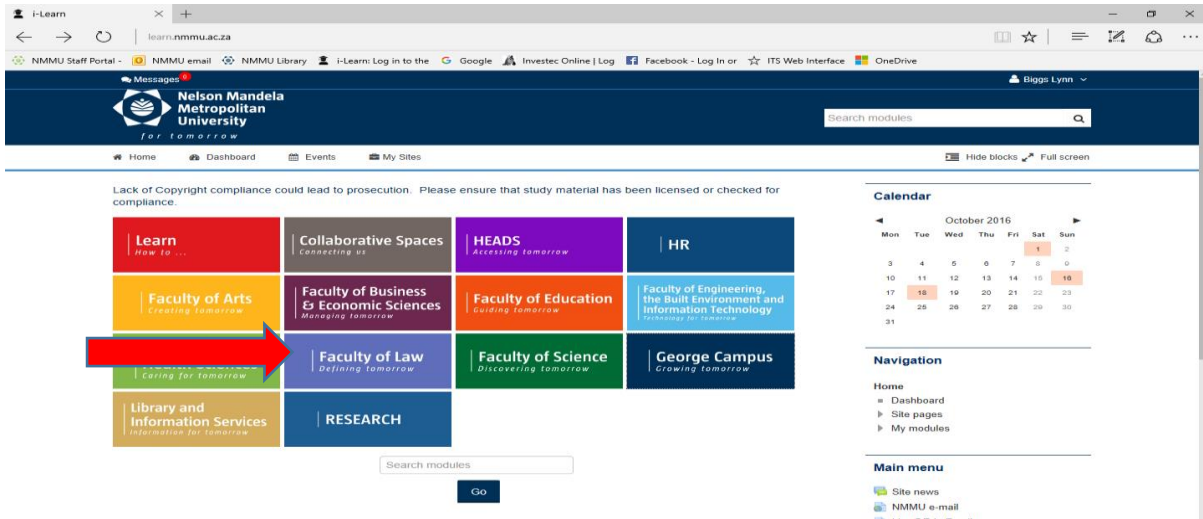 i-Learn
learn.nmmu.ac.za
NMMU Staff Portal - NMMU email NMMU Library i-Learn: Log in to the Google Investec Online | Log Facebook - Log In or ITS Web Interface OneDrive
Messages 0
Biggs Lynn
Nelson Mandela
Metropolitan
University
for tomorrow
Search modules
Home Dashboard Events My Sites
Hide blocks Full screen
Lack of Copyright compliance could lead to prosecution. Please ensure that study material has been licensed or checked for
compliance.
Learn
How to ...
Collaborative Spaces
Connecting us
HEADS
Accessing tomorrow
HR
Faculty of Arts
Creating tomorrow
Faculty of Business
& Economic Sciences
Managing tomorrow
Faculty of Education
Guiding tomorrow
Faculty of Engineering,
the Built Environment and
Information Technology
Technology for tomorrow
Caring for tomorrow
Faculty of Law
Defining tomorrow
Faculty of Science
Discovering tomorrow
George Campus
Growing tomorrow
Library and
Information Services
Information for tomorrow
RESEARCH
Search modules
Go
Calendar
October 2016
Mon Tue Wed Thu Fri Sat Sun
1 2
3 4 5 6 7 8 9
10 11 12 13 14 15 16
17 18 19 20 21 22 23
24 25 26 27 28 29 30
31
Navigation
Home
Dashboard
Site pages
My modules
Main menu
Site news
NMMU e-mail